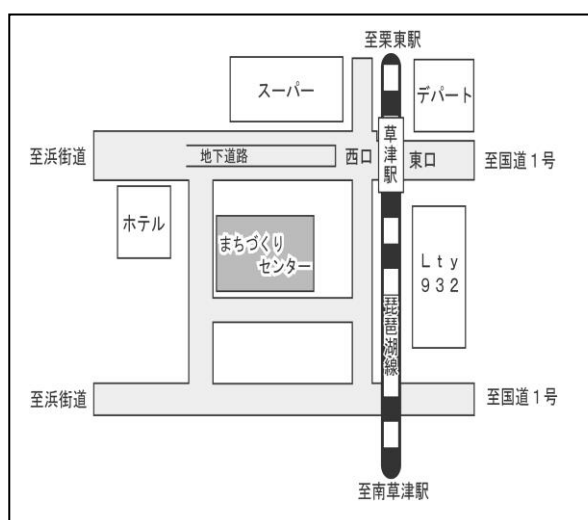 至栗東駅
スーパー
デパート
至浜街道
地下道路
西口
草津駅
東口
至国道1号
ホテル
まちづくり
センター
Lty
932
琵琶湖線
至浜街道
至国道1号
至南草津駅